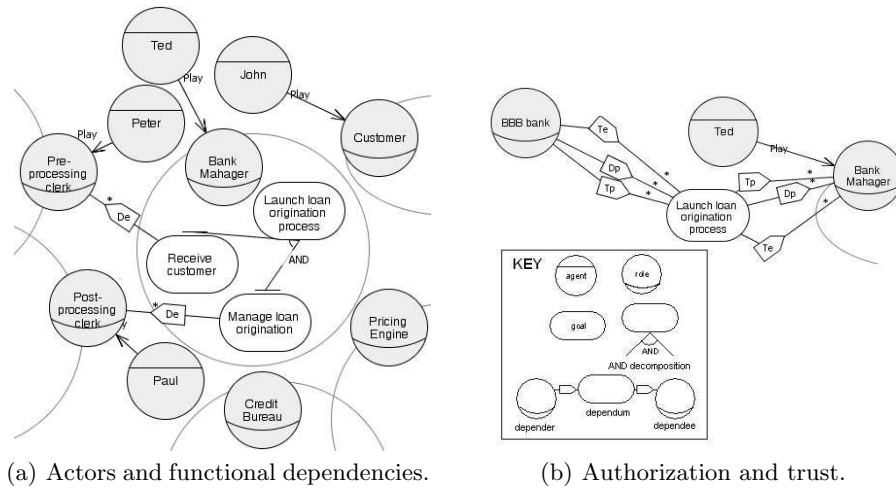 Ted
Play
John
Play
Peter
Play
Customer
Pre-
processing
clerk
Bank
Mahager
Launch loan
origination
process
*
De
AND
Receive
customer
Post-
processing
clerk
*
De
Manage loan
origination
Pricing
Engine
Paul
Credit
Bureau
(a) Actors and functional dependencies.
BBB bank
Te
Ted
Play
Dp
*
Tp
*
*
Bank
Manager
Tp
*
Dp
*
Launch loan
origination
process
*
Te
KEY
agent
role
goal
AND
AND decomposition
depender
dependum
dependee
(b) Authorization and trust.